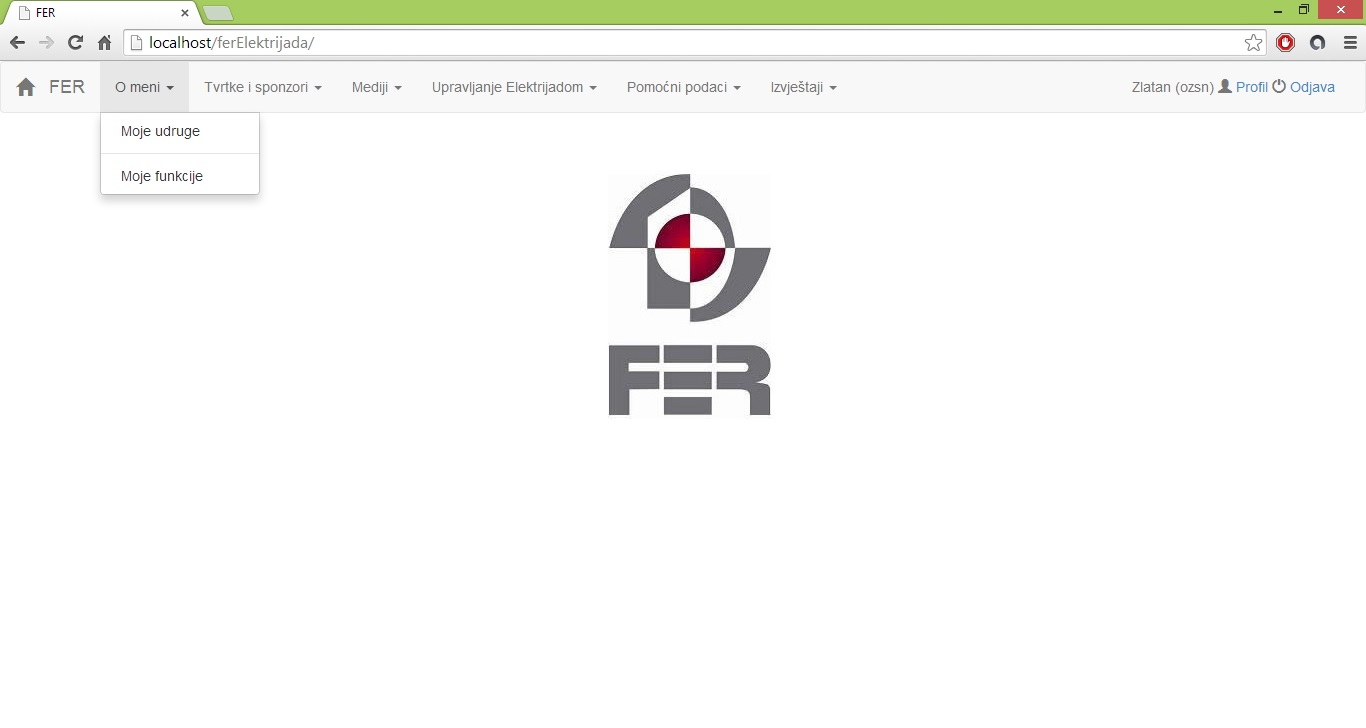 FER
localhost/ferElektrijada/
FER O meni Tvrtke i sponzori Mediji Upravljanje Elektrijadom Pomoćni podaci Izvještaji Zlatan (ozsn) Profil Odjava
Moje udruge
Moje funkcije
FER